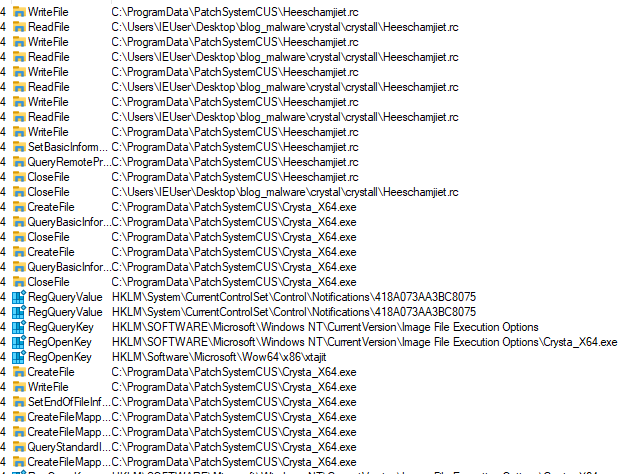 4 WriteFile C:\ProgramData\PatchSystemCUS\Heeschamjiet.rc
4 ReadFile C:\Users\IEUser\Desktop\blog_malware\crystal\crystall\Heeschamjiet.rc
4 WriteFile C:\ProgramData\PatchSystemCUS\Heeschamjiet.rc
4 ReadFile C:\Users\IEUser\Desktop\blog_malware\crystal\crystall\Heeschamjiet.rc
4 WriteFile C:\ProgramData\PatchSystemCUS\Heeschamjiet.rc
4 ReadFile C:\Users\IEUser\Desktop\blog_malware\crystal\crystall\Heeschamjiet.rc
4 WriteFile C:\ProgramData\PatchSystemCUS\Heeschamjiet.rc
4 ReadFile C:\Users\IEUser\Desktop\blog_malware\crystal\crystall\Heeschamjiet.rc
4 WriteFile C:\ProgramData\PatchSystemCUS\Heeschamjiet.rc
4 SetBasicInform... C:\ProgramData\PatchSystemCUS\Heeschamjiet.rc
4 QueryRemotePr... C:\ProgramData\PatchSystemCUS\Heeschamjiet.rc
4 CloseFile C:\ProgramData\PatchSystemCUS\Heeschamjiet.rc
4 CloseFile C:\Users\IEUser\Desktop\blog_malware\crystal\crystall\Heeschamjiet.rc
4 CreateFile C:\ProgramData\PatchSystemCUS\Crysta_X64.exe
4 QueryBasicInfor... C:\ProgramData\PatchSystemCUS\Crysta_X64.exe
4 CloseFile C:\ProgramData\PatchSystemCUS\Crysta_X64.exe
4 CreateFile C:\ProgramData\PatchSystemCUS\Crysta_X64.exe
4 QueryBasicInfor... C:\ProgramData\PatchSystemCUS\Crysta_X64.exe
4 CloseFile C:\ProgramData\PatchSystemCUS\Crysta_X64.exe
4 RegQueryValue HKLM\System\CurrentControlSet\Control\Notifications\418A073AA3BC8075
4 RegQueryValue HKLM\System\CurrentControlSet\Control\Notifications\418A073AA3BC8075
4 RegQueryKey HKLM\SOFTWARE\Microsoft\Windows NT\CurrentVersion\Image File Execution Options
4 RegOpenKey HKLM\SOFTWARE\Microsoft\Windows NT\CurrentVersion\Image File Execution Options\Crysta_X64.exe
4 RegOpenKey HKLM\Software\Microsoft\Wow64\x86\xtajit
4 CreateFile C:\ProgramData\PatchSystemCUS\Crysta_X64.exe
4 WriteFile C:\ProgramData\PatchSystemCUS\Crysta_X64.exe
4 SetEndOfFileInf... C:\ProgramData\PatchSystemCUS\Crysta_X64.exe
4 CreateFileMapp... C:\ProgramData\PatchSystemCUS\Crysta_X64.exe
4 CreateFileMapp... C:\ProgramData\PatchSystemCUS\Crysta_X64.exe
4 QueryStandardI... C:\ProgramData\PatchSystemCUS\Crysta_X64.exe
4 CreateFileMapp... C:\ProgramData\PatchSystemCUS\Crysta_X64.exe